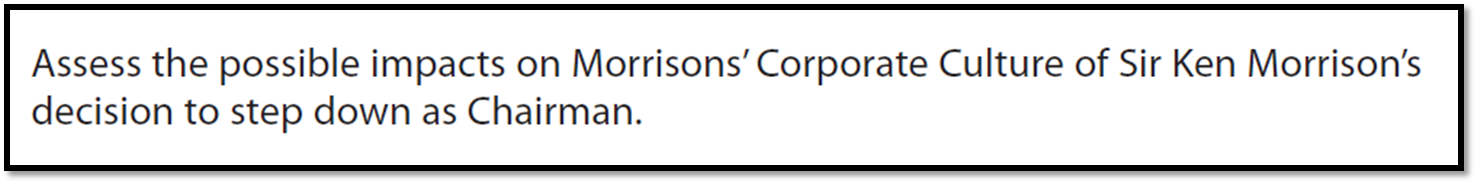 Assess the possible impacts on Morrisons’ Corporate Culture of Sir Ken Morrison’s
decision to step down as Chairman.